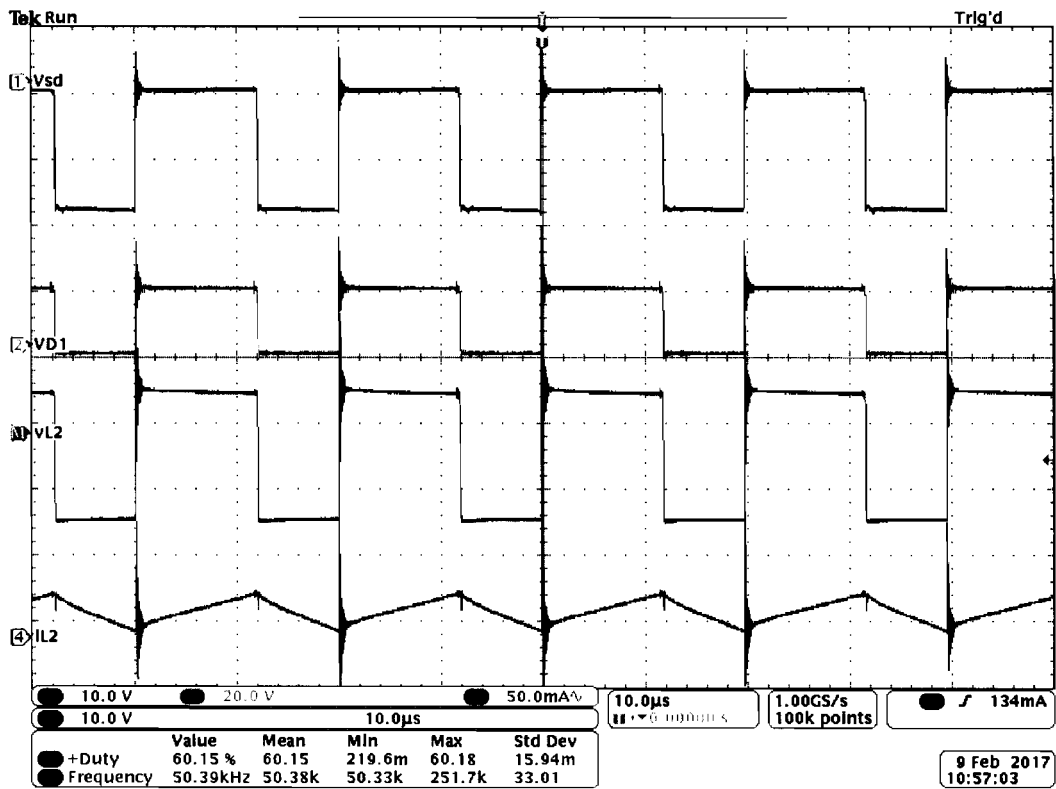 Tek Run
Trig'd
1 Vsd
2 VD1
VL2
4 IL2
10.0 V 20.0 V 50.0mA∿
10.0 V 10.0µs
10.0µs
1.00GS/s
100k points
134mA
Value Mean Min Max Std Dev
+Duty 60.15 % 60.15 219.6m 60.18 15.94m
Frequency 50.39kHz 50.38k 50.33k 251.7k 33.01
9 Feb 2017
10:57:03